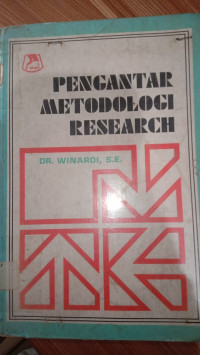 PENGANTAR
METODOLOGI
RESEARCH
DR. WINARDI, S.E.